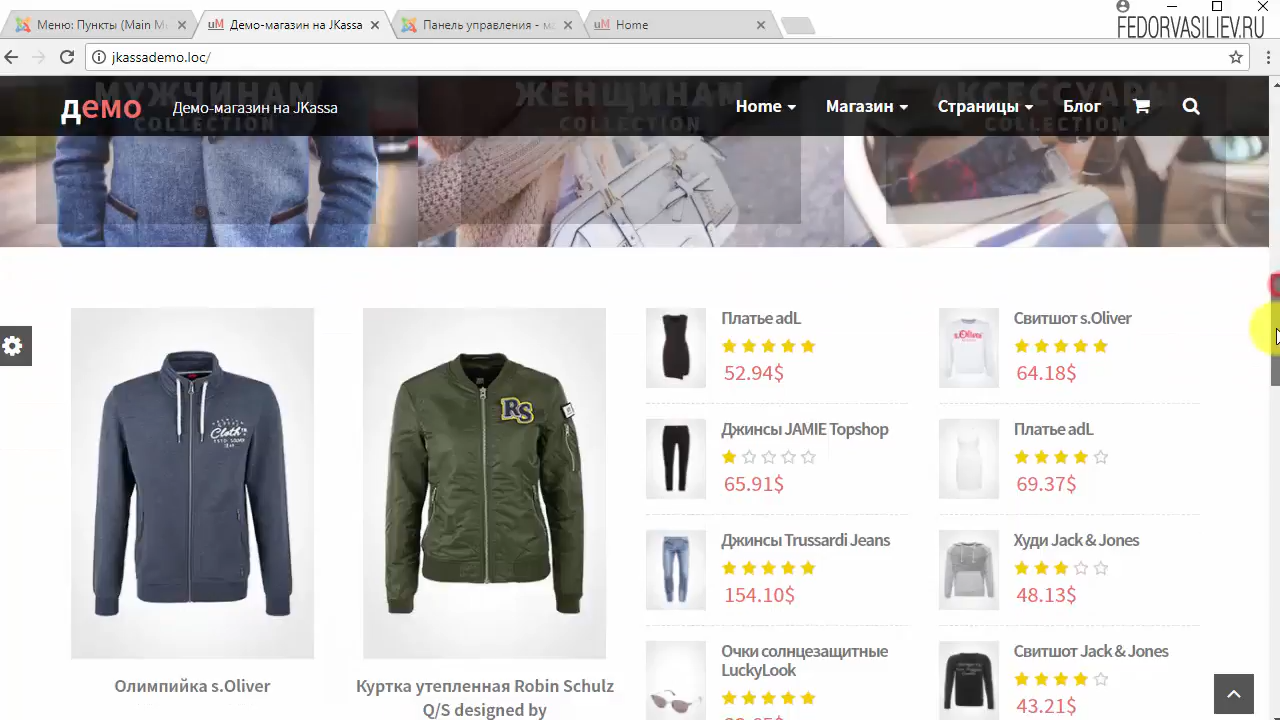 Меню: Пункты (Main M
Демо-магазин на JKassa
Панель управления - м
uM Home
FEDORVASILIEV.RU
jkassademo.loc/
МУЖЧИНАМ
COLLECTION
ЖЕНЩИНАМ
COLLECTION
АКСЕССУАРЫ
COLLECTION
демо
Демо-магазин на JKassa
Home
Магазин
Страницы
Блог
Олимпийка s.Oliver
Куртка утепленная Robin Schulz
Q/S designed by
Платье adL
52.94$
Джинсы JAMIE Topshop
65.91$
Джинсы Trussardi Jeans
154.10$
Очки солнцезащитные
LuckyLook
Свитшот s.Oliver
64.18$
Платье adL
69.37$
Худи Jack & Jones
48.13$
Свитшот Jack & Jones
43.21$